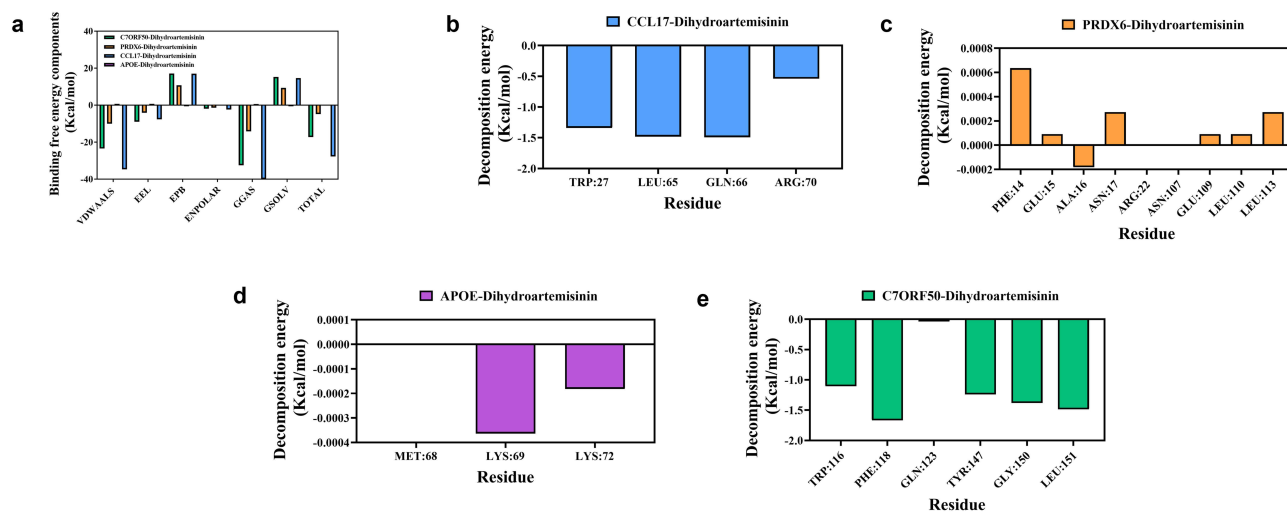 a
Binding free energy components
(Kcal/mol)
40
20
0
-20
-40
C7ORF50-Dihydroartemisinin
PRDX6-Dihydroartemisinin
CCL17-Dihydroartemisinin
APOE-Dihydroartemisinin
VDWAALS
EEL
EPB
ENPOLAR
GGAS
GSOLV
TOTAL
b
CCL17-Dihydroartemisinin
Decomposition energy
(Kcal/mol)
0.0
-0.5
-1.0
-1.5
-2.0
TRP:27
LEU:65
GLN:66
ARG:70
Residue
c
PRDX6-Dihydroartemisinin
Decomposition energy
(Kcal/mol)
0.0008
0.0006
0.0004
0.0002
0.0000
-0.0002
PHE:14
GLU:15
ALA:16
ASN:17
ARG:22
ASN:107
GLU:109
LEU:110
LEU:113
Residue
d
APOE-Dihydroartemisinin
Decomposition energy
(Kcal/mol)
0.0001
0.0000
-0.0001
-0.0002
-0.0003
-0.0004
MET:68
LYS:69
LYS:72
Residue
e
C7ORF50-Dihydroartemisinin
Decomposition energy
(Kcal/mol)
0.0
-0.5
-1.0
-1.5
-2.0
TRP:116
PHE:118
GLN:123
TYR:147
GLY:150
LEU:151
Residue